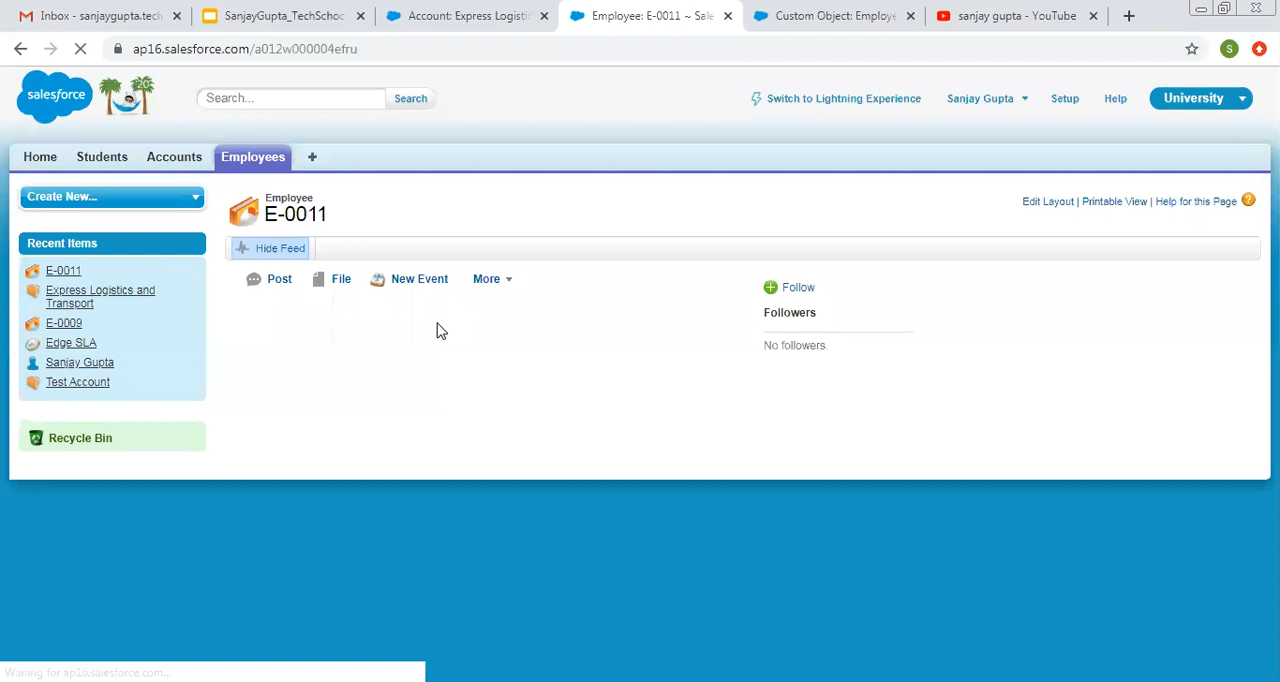 Inbox - sanjaygupta.tech
SanjayGupta_TechSchoo
Account: Express Logistic
Employee: E-0011 ~ Sale
Custom Object: Employe
sanjay gupta - YouTube
ap16.salesforce.com/a012w000004efru
S
salesforce
20
Search...
Search
Switch to Lightning Experience
Sanjay Gupta
Setup
Help
University
Home
Students
Accounts
Employees
+
Create New...
Recent Items
E-0011
Express Logistics and
Transport
E-0009
Edge SLA
Sanjay Gupta
Test Account
Recycle Bin
Employee
E-0011
Edit Layout | Printable View | Help for this Page
Hide Feed
Post
File
New Event
More
Follow
Followers
No followers.
Waiting for ap16.salesforce.com...